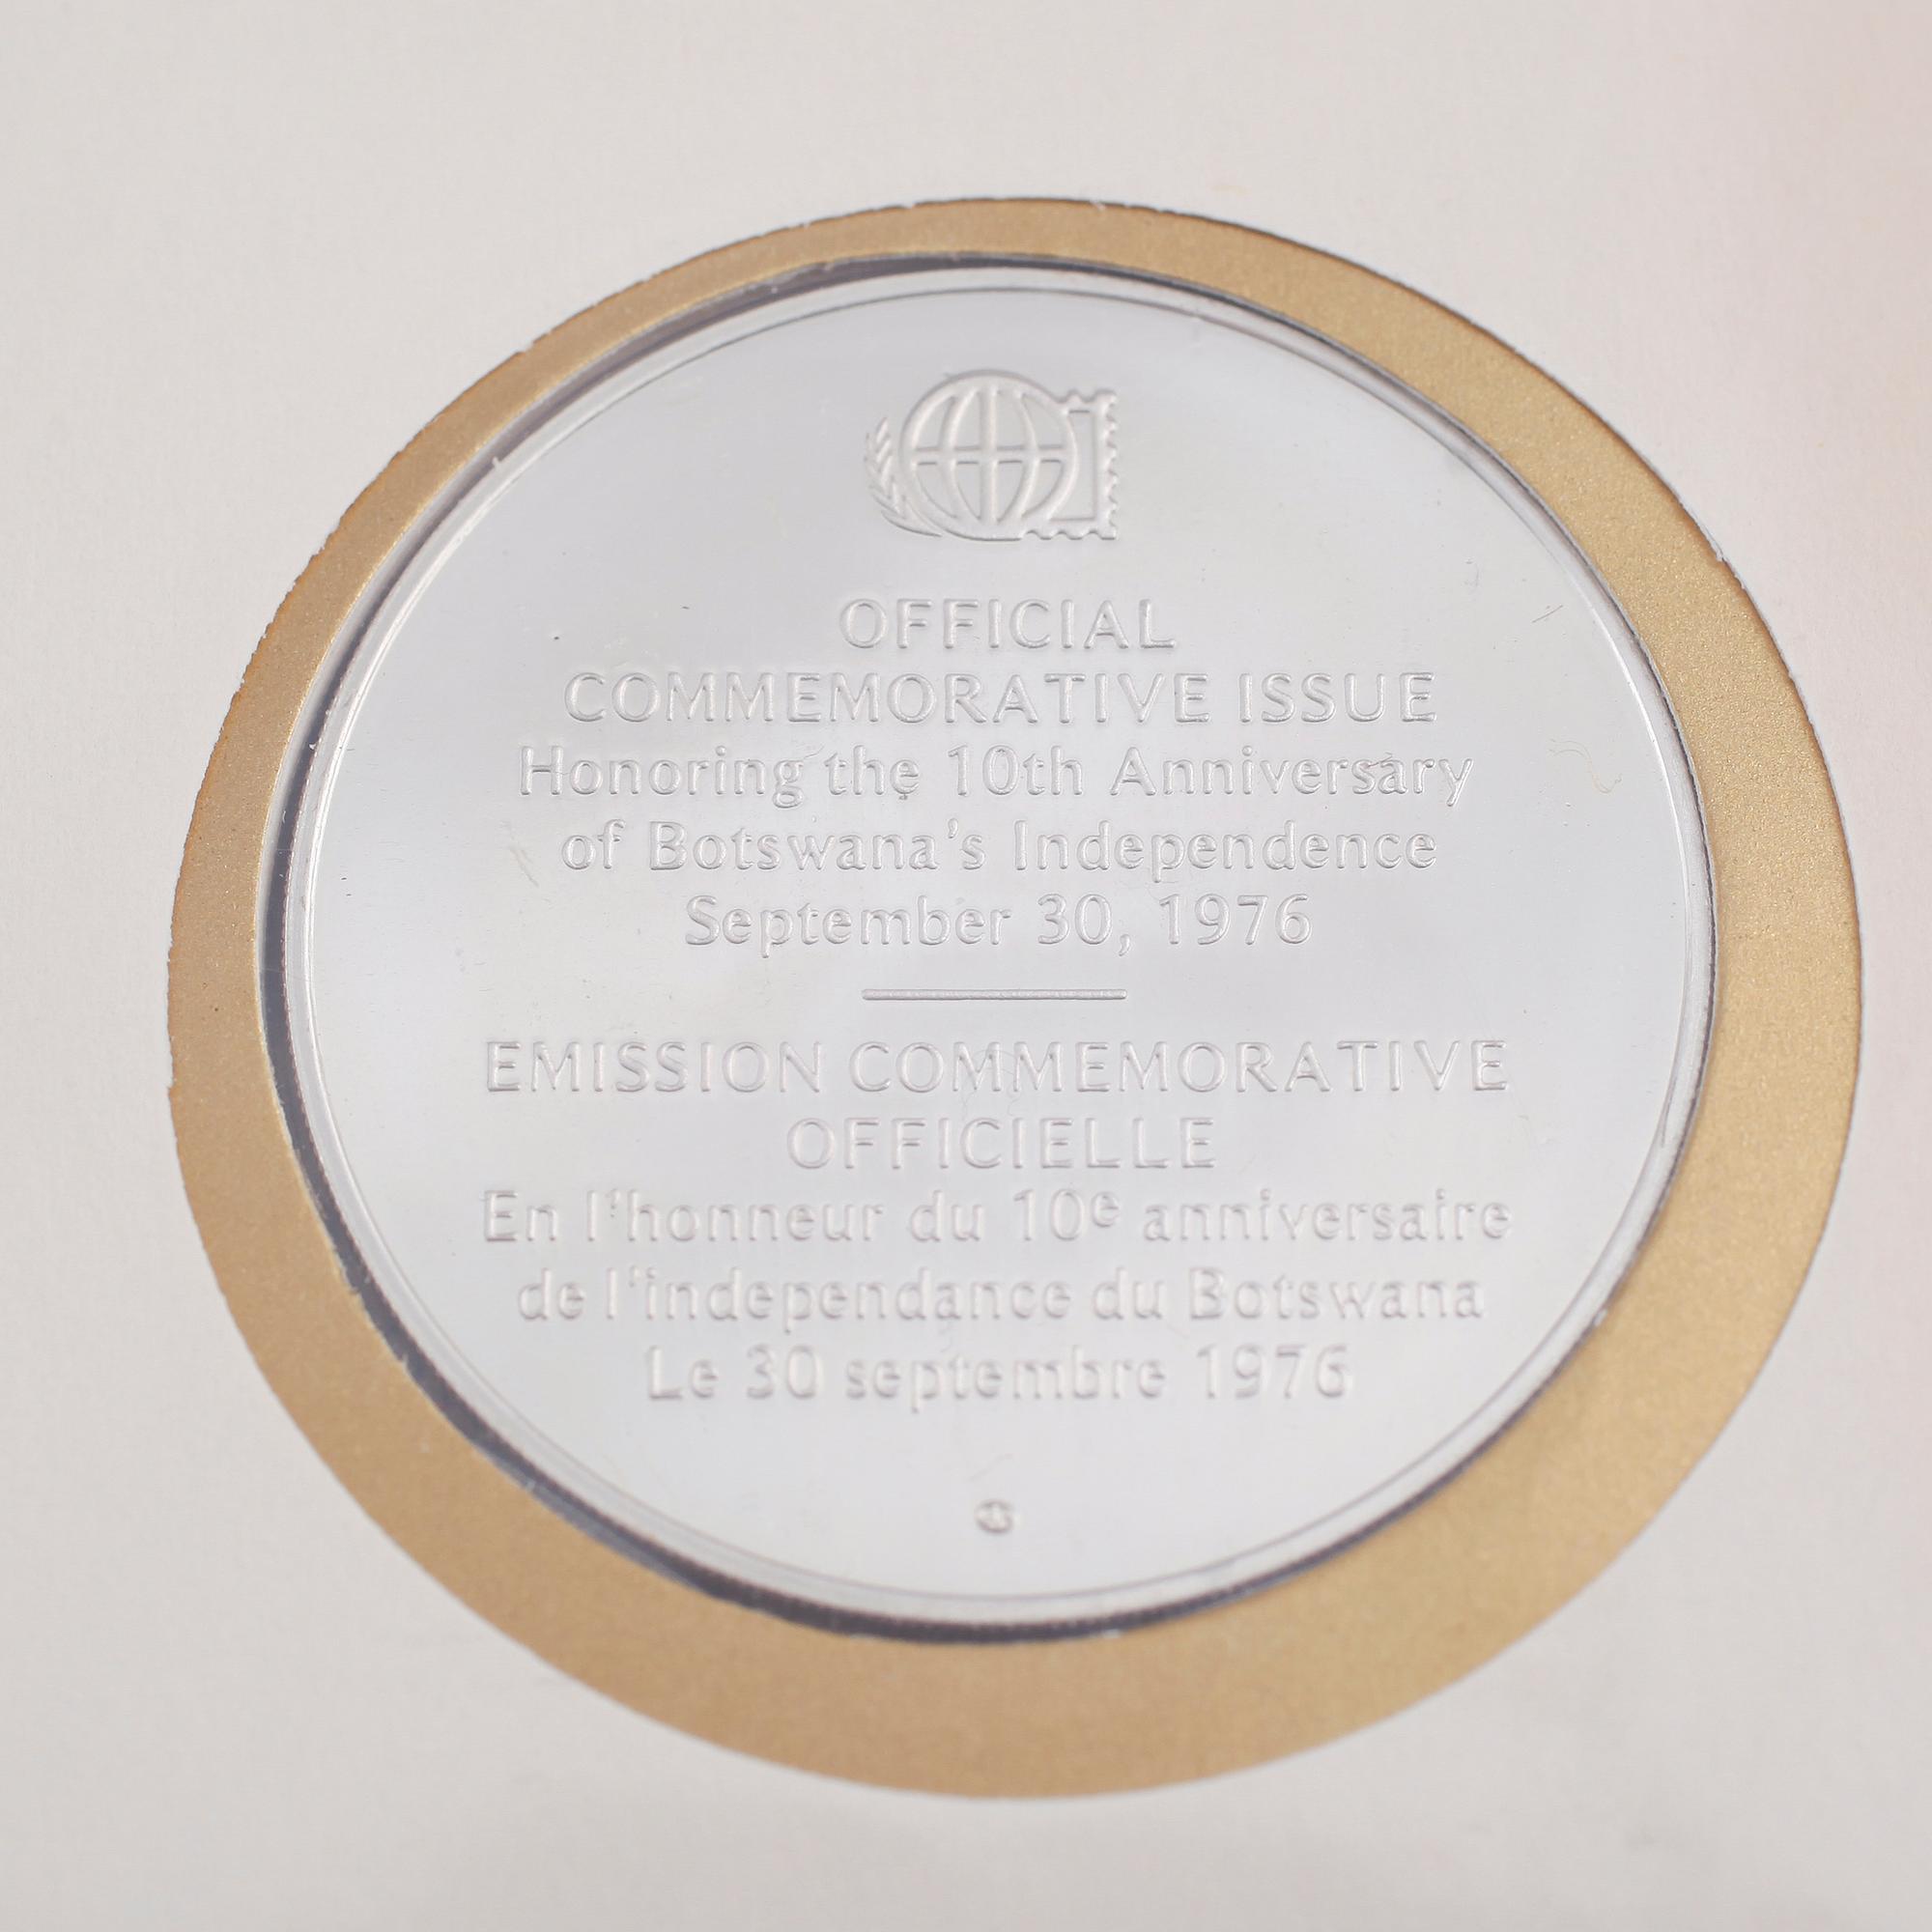 OFFICIAL
COMMEMORATIVE ISSUE
Honoring the 10th Anniversary
of Botswana's Independence
September 30, 1976
EMISSION COMMEMORATIVE
OFFICIELLE
En l'honneur du 10e anniversaire
de l'independance du Botswana
Le 30 septembre 1976